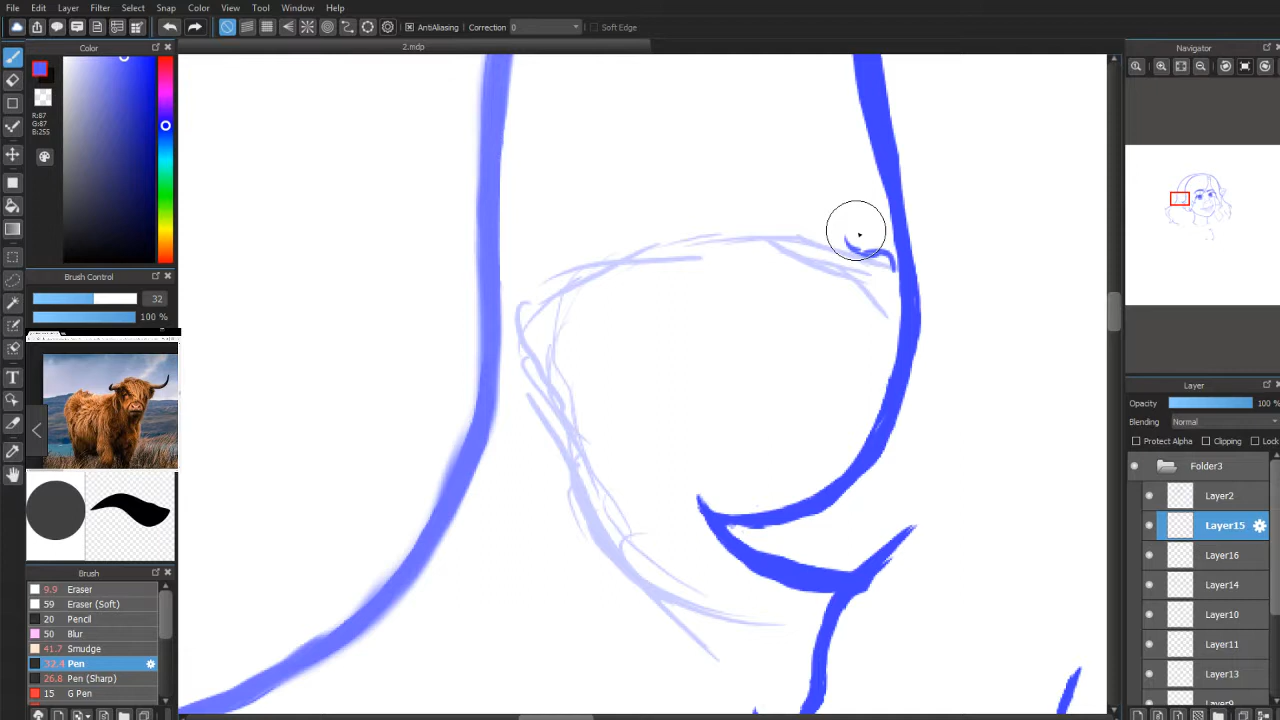 File Edit Layer Filter Select Snap Color View Tool Window Help
AntiAliasing Correction 0 Soft Edge
2.mdp
Color
R:87
G:87
B:255
Brush Control
32
100 %
Brush
9.9 Eraser
59 Eraser (Soft)
20 Pencil
50 Blur
41.7 Smudge
32.4 Pen
26.8 Pen (Sharp)
15 G Pen
Navigator
Layer
Opacity 100 %
Blending Normal
Protect Alpha Clipping Lock
Folder3
Layer2
Layer15
Layer16
Layer14
Layer10
Layer11
Layer13
Layer9